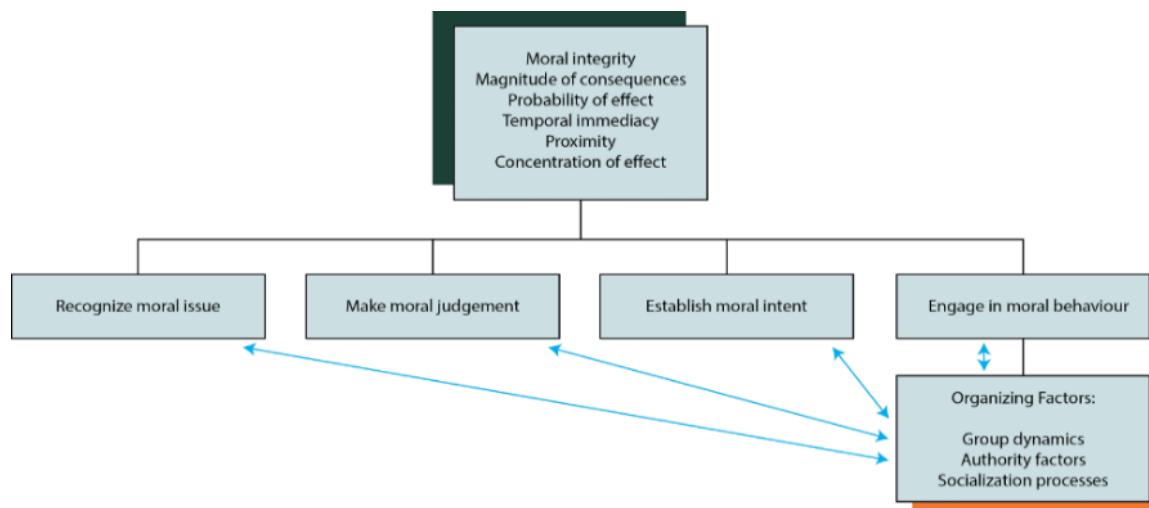 Moral integrity
Magnitude of consequences
Probability of effect
Temporal immediacy
Proximity
Concentration of effect
Recognize moral issue
Make moral judgement
Establish moral intent
Engage in moral behaviour
Organizing Factors:
Group dynamics
Authority factors
Socialization processes